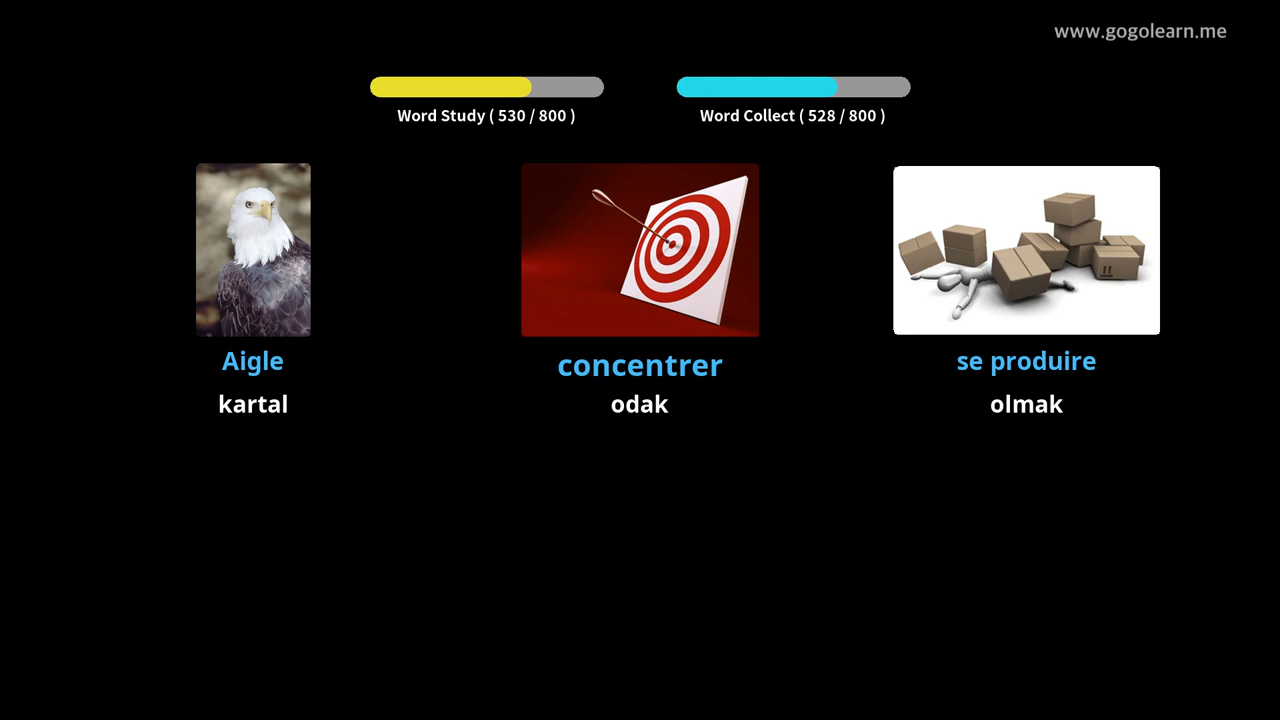 www.gogolearn.me
Word Study ( 530 / 800 )
Word Collect ( 528 / 800 )
Aigle
kartal
concentrer
odak
se produire
olmak